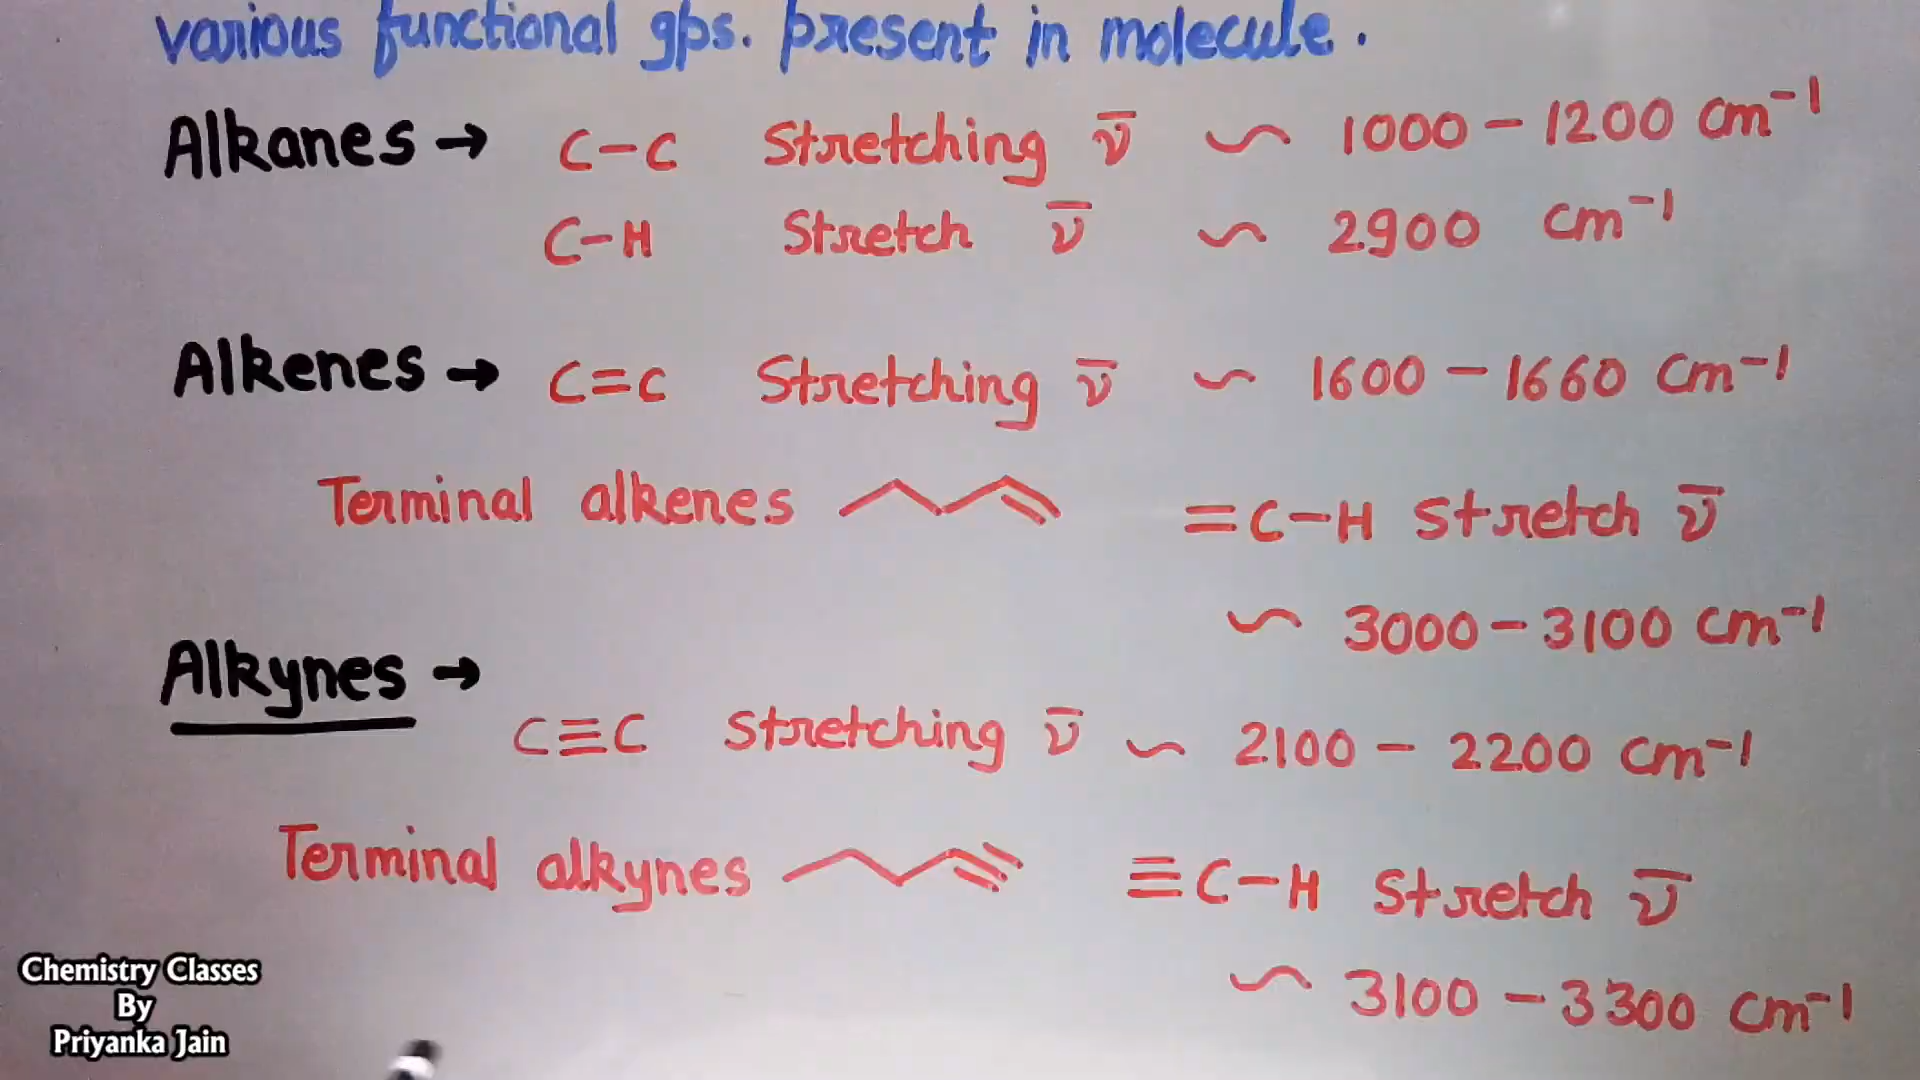 various functional gps. present in molecule.
Alkanes → C-C Stretching ν̅ ~ 1000 - 1200 cm⁻¹
C-H Stretch ν̅ ~ 2900 cm⁻¹
Alkenes → C=C Stretching ν̅ ~ 1600 - 1660 cm⁻¹
Terminal alkenes =C-H stretch ν̅
~ 3000 - 3100 cm⁻¹
Alkynes →
C≡C stretching ν̅ ~ 2100 - 2200 cm⁻¹
Terminal alkynes ≡C-H stretch ν̅
~ 3100 - 3300 cm⁻¹
Chemistry Classes
By
Priyanka Jain